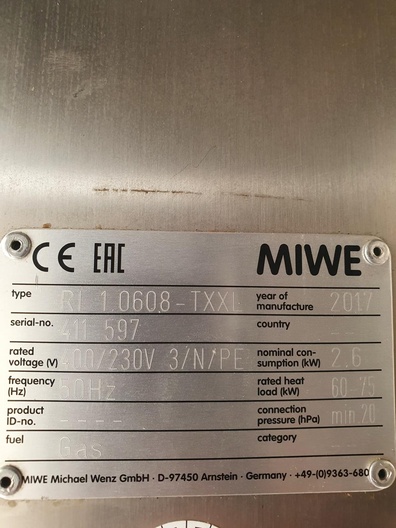 CE EAC MIWE
type RI 1.0608-TXXL year of manufacture 2017
serial-no. 411 597 country
rated voltage (V) 400/230V 3/N/PE nominal consumption (kW) 2.6
frequency (Hz) 50Hz rated heat load (kW) 60-75
product ID-no. ---- connection pressure (hPa) min 20
fuel Gas category
MIWE Michael Wenz GmbH · D-97450 Arnstein · Germany · +49-(0)9363-680